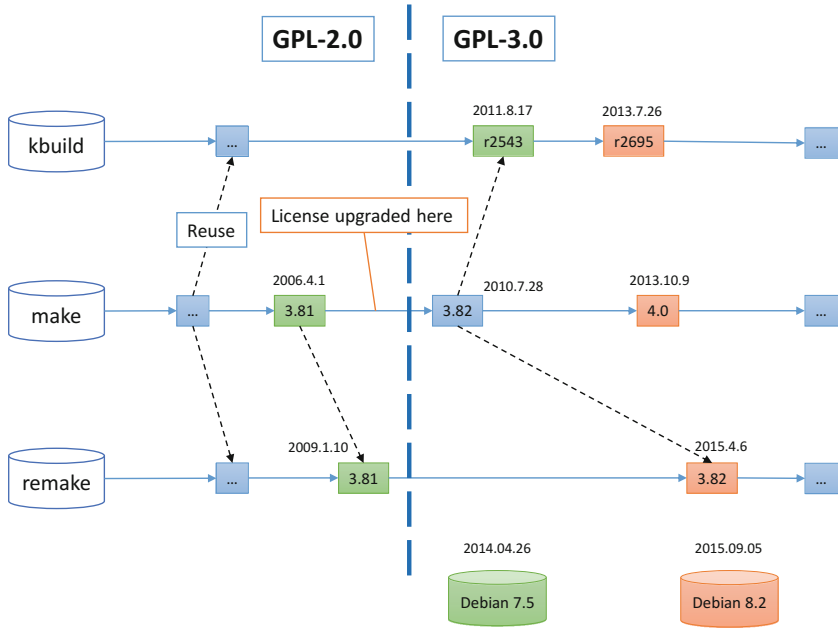 GPL-2.0
GPL-3.0
2011.8.17
2013.7.26
kbuild
...
r2543
r2695
...
License upgraded here
Reuse
2006.4.1
2010.7.28
2013.10.9
make
...
3.81
3.82
4.0
...
2009.1.10
2015.4.6
remake
...
3.81
3.82
...
2014.04.26
2015.09.05
Debian 7.5
Debian 8.2